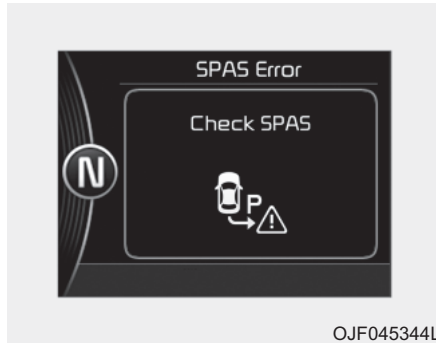 SPAS Error
Check SPAS
N
P
OJF045344L